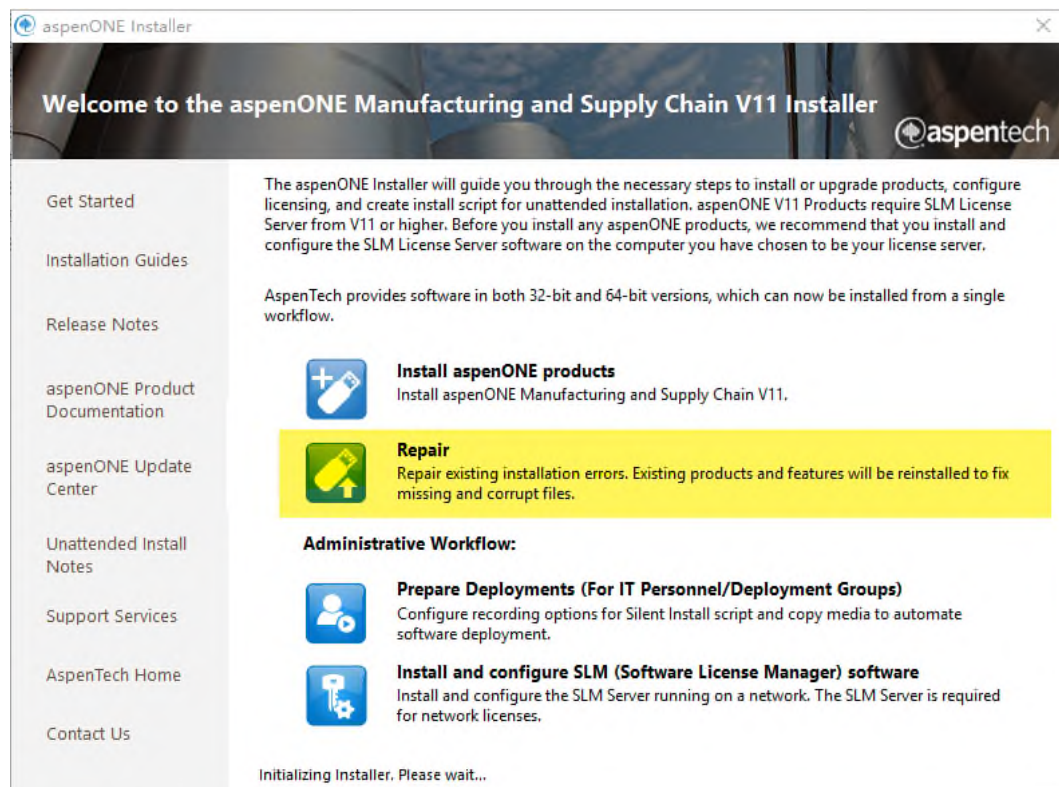 aspenONE Installer
Welcome to the aspenONE Manufacturing and Supply Chain V11 Installer
aspentech
Get Started
Installation Guides
Release Notes
aspenONE Product
Documentation
aspenONE Update
Center
Unattended Install
Notes
Support Services
AspenTech Home
Contact Us
The aspenONE Installer will guide you through the necessary steps to install or upgrade products, configure
licensing, and create install script for unattended installation. aspenONE V11 Products require SLM License
Server from V11 or higher. Before you install any aspenONE products, we recommend that you install and
configure the SLM License Server software on the computer you have chosen to be your license server.
AspenTech provides software in both 32-bit and 64-bit versions, which can now be installed from a single
workflow.
Install aspenONE products
Install aspenONE Manufacturing and Supply Chain V11.
Repair
Repair existing installation errors. Existing products and features will be reinstalled to fix
missing and corrupt files.
Administrative Workflow:
Prepare Deployments (For IT Personnel/Deployment Groups)
Configure recording options for Silent Install script and copy media to automate
software deployment.
Install and configure SLM (Software License Manager) software
Install and configure the SLM Server running on a network. The SLM Server is required
for network licenses.
Initializing Installer. Please wait...